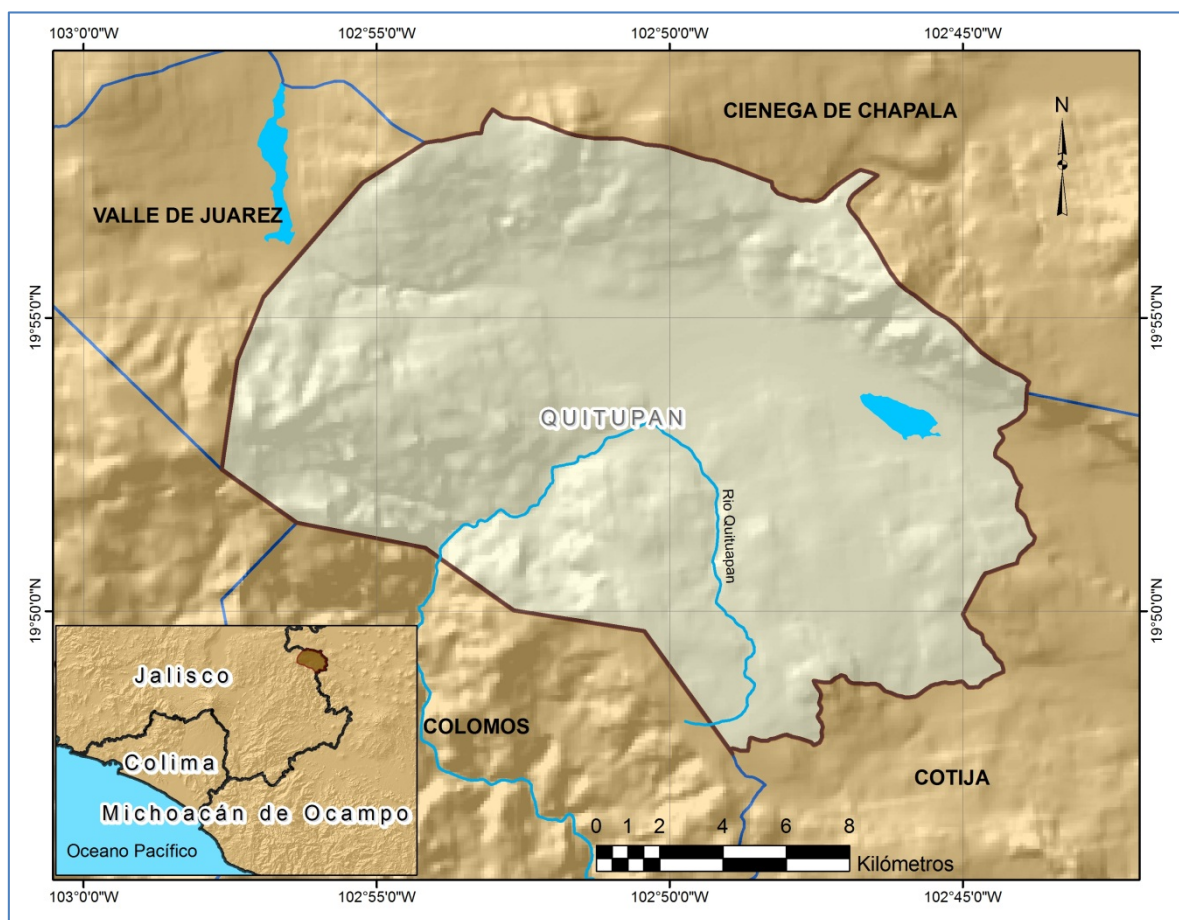 103°0'0"W 102°55'0"W 102°50'0"W 102°45'0"W
CIENEGA DE CHAPALA
N
VALLE DE JUAREZ
19°55'0"N 19°55'0"N
QUITUPAN
Rio Quituapan
19°50'0"N 19°50'0"N
Jalisco
COLOMOS
Colima
COTIJA
Michoacán de Ocampo
Oceano Pacífico
0 1 2 4 6 8
Kilómetros
103°0'0"W 102°55'0"W 102°50'0"W 102°45'0"W